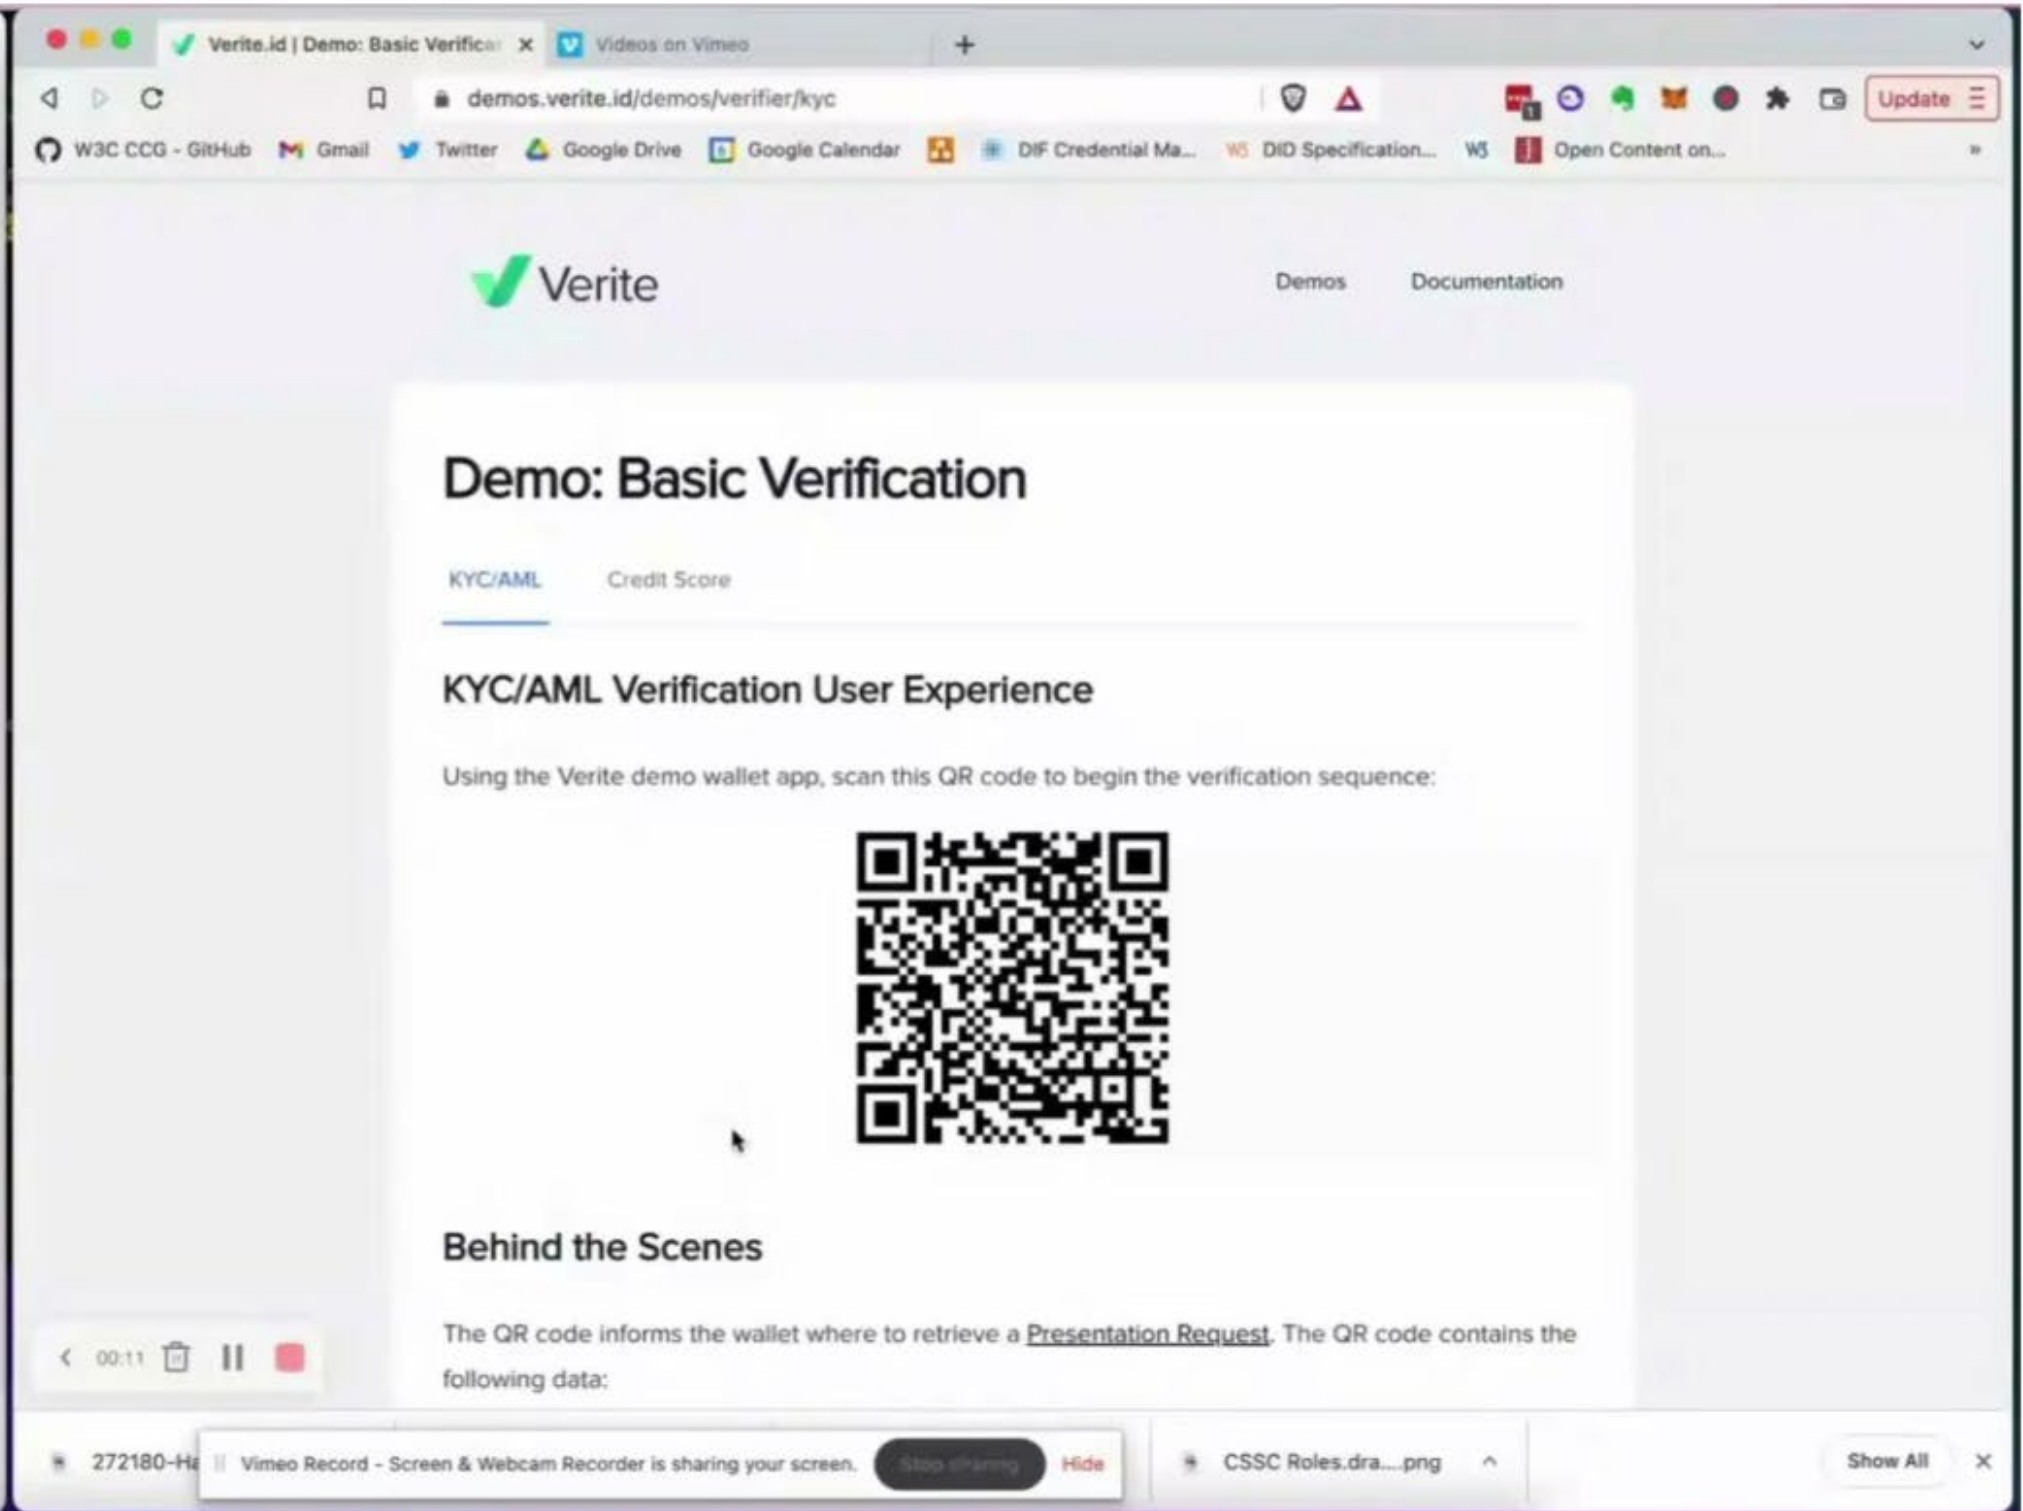 Verite.id | Demo: Basic Verificat
Videos on Vimeo
demos.verite.id/demos/verifier/kyc
1
Update
W3C CCG - GitHub
Gmail
Twitter
Google Drive
Google Calendar
DIF Credential Ma...
DID Specification...
Open Content on...
Verite
Demos
Documentation
Demo: Basic Verification
KYC/AML
Credit Score
KYC/AML Verification User Experience
Using the Verite demo wallet app, scan this QR code to begin the verification sequence:
Behind the Scenes
The QR code informs the wallet where to retrieve a Presentation Request. The QR code contains the
following data:
00:11
272180-Ha
Vimeo Record - Screen & Webcam Recorder is sharing your screen.
Stop sharing
Hide
CSSC Roles.dra....png
Show All